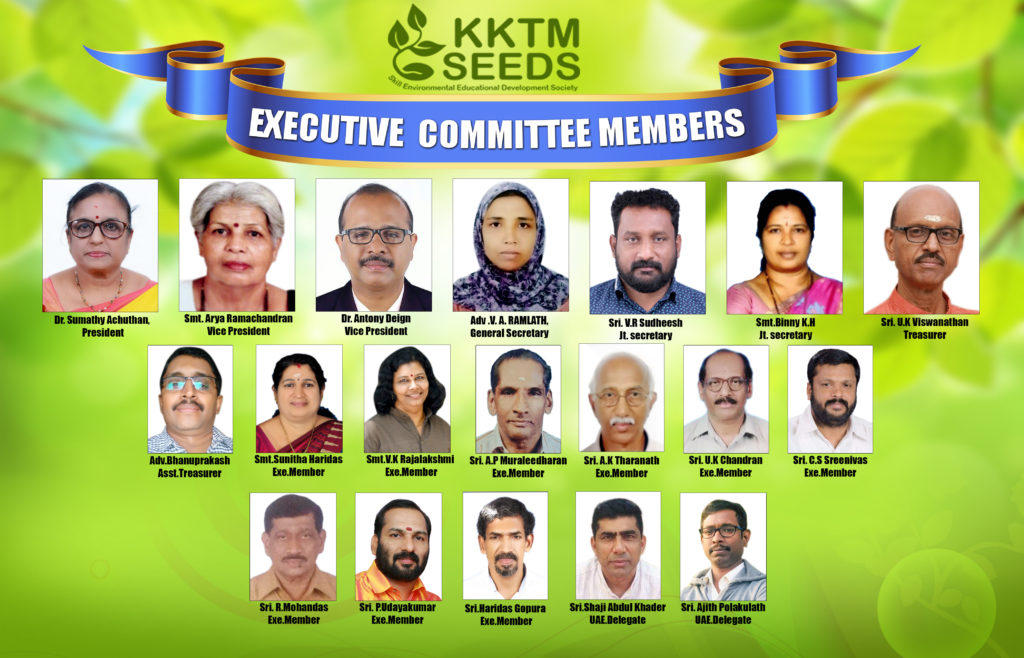 KKTM
SEEDS
Skill Environmental Educational Development Society
EXECUTIVE COMMITTEE MEMBERS
Dr. Sumathy Achuthan,
President
Smt. Arya Ramachandran
Vice President
Dr. Antony Deign
Vice President
Adv .V. A. RAMLATH,
General Secretary
Sri. V.R Sudheesh
Jt. secretary
Smt.Binny K.H
Jt. secretary
Sri. U.K Viswanathan
Treasurer
Adv.Bhanuprakash
Asst.Treasurer
Smt.Sunitha Haridas
Exe.Member
Smt.V.K Rajalakshmi
Exe.Member
Sri. A.P Muraleedharan
Exe.Member
Sri. A.K Tharanath
Exe.Member
Sri. U.K Chandran
Exe.Member
Sri. C.S Sreenivas
Exe.Member
Sri. R.Mohandas
Exe.Member
Sri. P.Udayakumar
Exe.Member
Sri.Haridas Gopura
Exe.Member
Sri.Shaji Abdul Khader
UAE.Delegate
Sri. Ajith Polakulath
UAE.Delegate